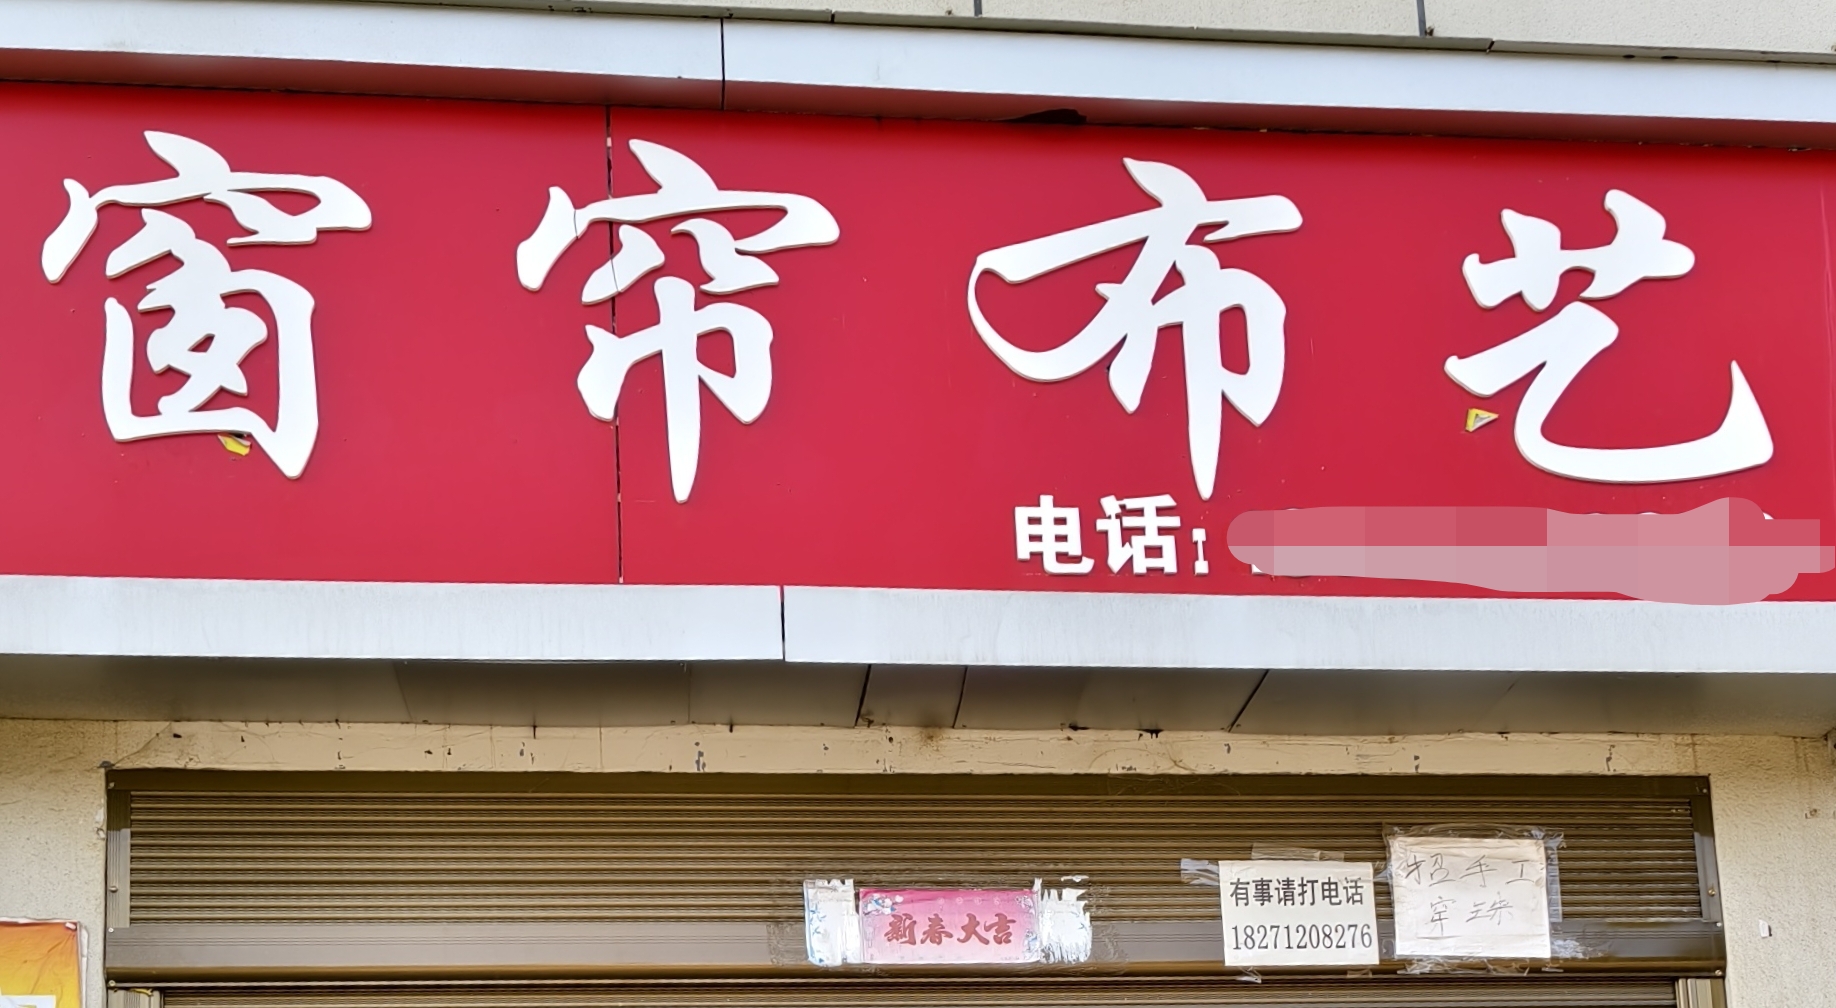 窗帘布艺
电话:
新春大吉
有事请打电话
18271208276
招手工
穿珠